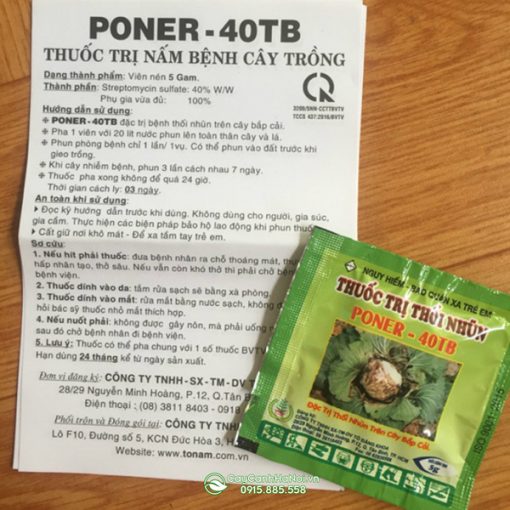 PONER - 40TB
THUỐC TRỊ NẤM BỆNH CÂY TRỒNG
Dạng thành phẩm: Viên nén 5 Gam.
Thành phần: Streptomycin sulfate: 40% W/W
Phụ gia vừa đủ: 100%
Hướng dẫn sử dụng:
PONER-40TB đặc trị bệnh thối nhũn trên cây bắp cải.
Pha 1 viên với 20 lít nước phun lên toàn thân cây và lá.
Phun phòng bệnh chỉ 1 lần/ 1vụ. Có thể phun vào đất trước khi
gieo trồng.
Khi cây nhiễm bệnh, phun 3 lần cách nhau 7 ngày.
Thuốc pha xong không để quá 24 giờ.
Thời gian cách ly: 03 ngày.
An toàn khi sử dụng:
Đọc kỹ hướng dẫn trước khi dùng. Không dùng cho người, gia súc,
gia cầm. Thực hiện các biện pháp bảo hộ lao động khi phun thuốc
Cất giữ nơi khô mát - Để xa tầm tay trẻ em.
Sơ cứu:
1. Nếu hít phải thuốc: đưa bệnh nhân ra chỗ thoáng mát,
hấp nhân tạo, thở sâu. Nếu vẫn còn khó thở thì phải chở
bệnh viện.
2. Thuốc dính vào da: tắm rửa sạch bằng xà phòng.
3. Thuốc dính vào mắt: rửa mắt bằng nước sạch, không
hỏi bác sỹ thuốc nhỏ mắt thích hợp.
4. Nếu nuốt phải: không được gây nôn, mà phải uống
sau đó chở bệnh nhân đi bệnh viện.
5. Lưu ý: Thuốc có thể pha chung với 1 số thuốc BVTV
Hạn dùng 24 tháng kể từ ngày sản xuất.
Đơn vị đăng ký: CÔNG TY TNHH-SX-TM-DV
28/29 Nguyễn Minh Hoàng, P.12, Q.Tân
Điện thoại : (08) 3811 8403 - 0918
Phối trộn và Đóng gói tại: CÔNG TY TNH
Lô F10, Đường số 5, KCN Đức Hòa 3,
Website: www.tonam.com.vn
CR
NGUY HIỂM - BẢO QUẢN XA TRẺ EM
THUỐC TRỊ THỐI NHŨN
PONER - 40TB
Đặc Trị Thối Nhũn Trên Cây Bắp Cải.
CayCanhHaNoi.vn
0915.885.558